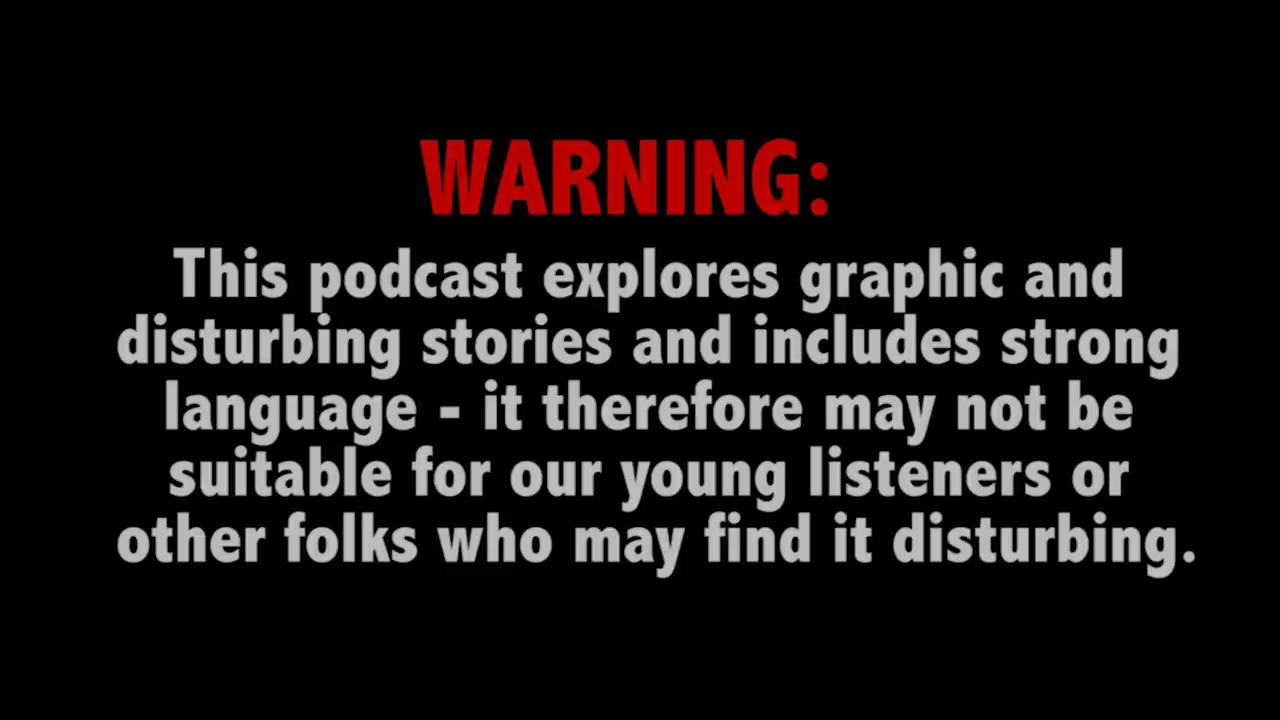 WARNING:
This podcast explores graphic and
disturbing stories and includes strong
language - it therefore may not be
suitable for our young listeners or
other folks who may find it disturbing.